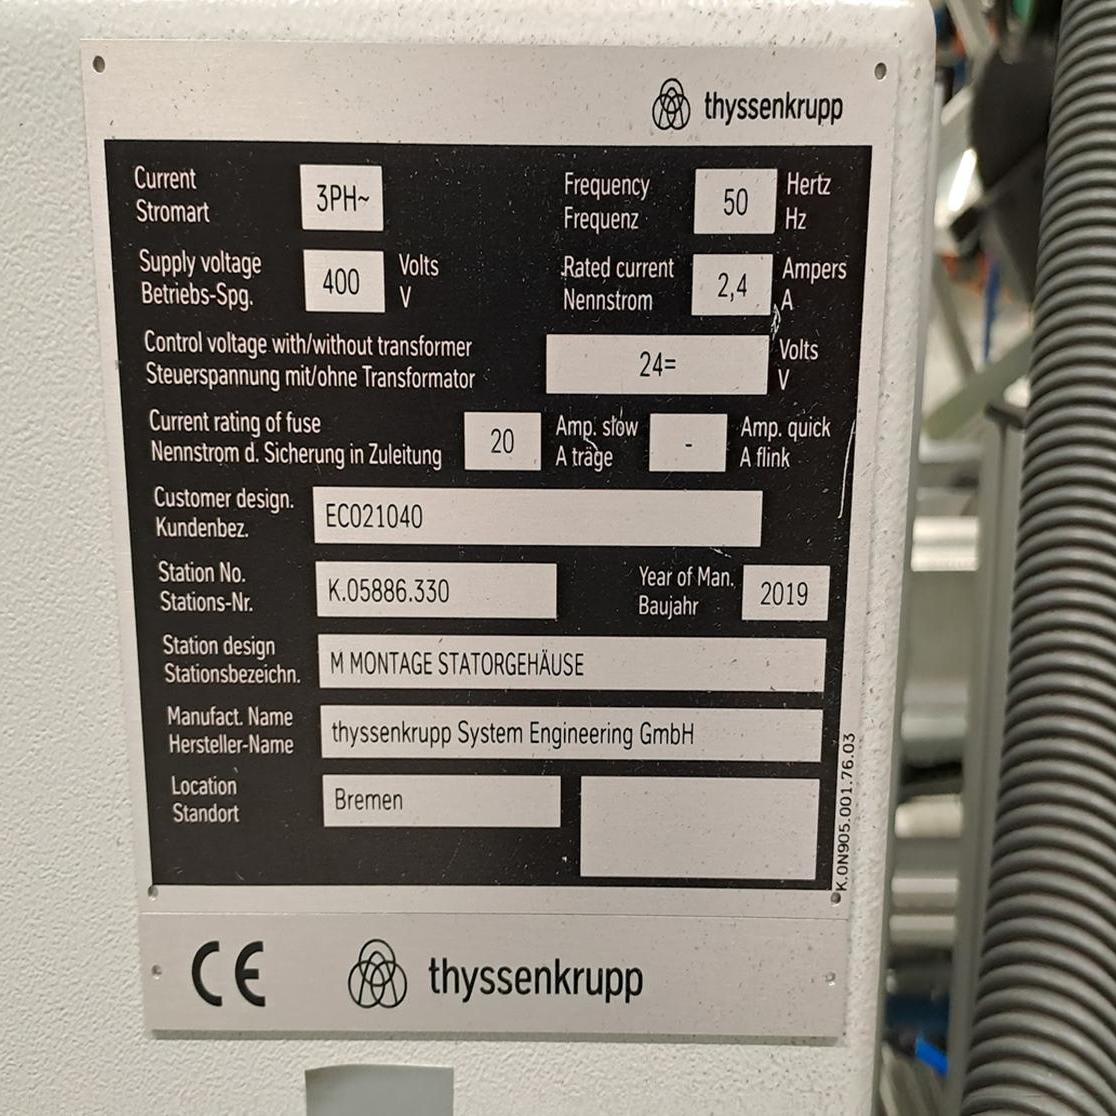 thyssenkrupp
Current
Stromart
3PH~
Frequency
Frequenz
50
Hertz
Hz
Supply voltage
Betriebs-Spg.
400
Volts
V
Rated current
Nennstrom
2,4
Ampers
A
Control voltage with/without transformer
Steuerspannung mit/ohne Transformator
24=
Volts
V
Current rating of fuse
Nennstrom d. Sicherung in Zuleitung
20
Amp. slow
A träge
-
Amp. quick
A flink
Customer design.
Kundenbez.
EC021040
Station No.
Stations-Nr.
K.05886.330
Year of Man.
Baujahr
2019
Station design
Stationsbezeichn.
M MONTAGE STATORGEHÄUSE
Manufact. Name
Hersteller-Name
thyssenkrupp System Engineering GmbH
Location
Standort
Bremen
K.0N905.001.76.03
CE
thyssenkrupp